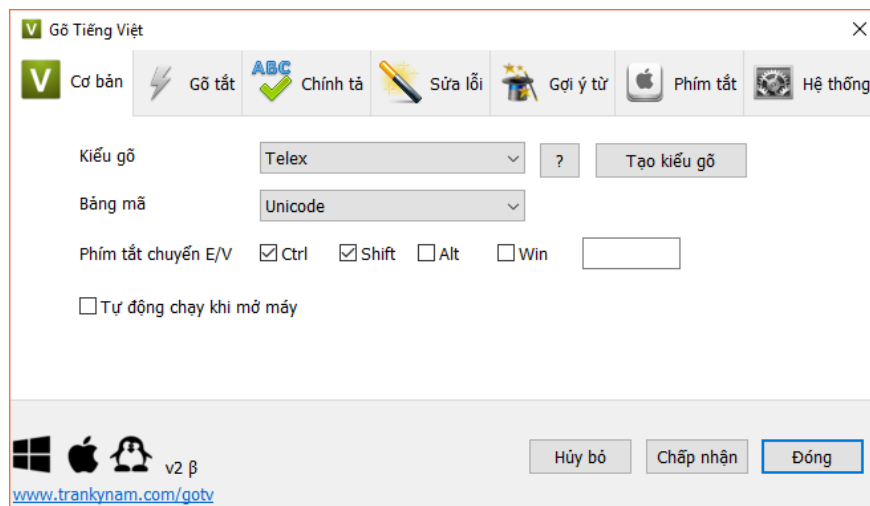 V Gõ Tiếng Việt
V Cơ bản Gõ tắt ABC Chính tả Sửa lỗi Gợi ý từ Phím tắt Hệ thống
Kiểu gõ Telex ? Tạo kiểu gõ
Bảng mã Unicode
Phím tắt chuyển E/V Ctrl Shift Alt Win
Tự động chạy khi mở máy
v2 β Hủy bỏ Chấp nhận Đóng
www.trankynam.com/gotv